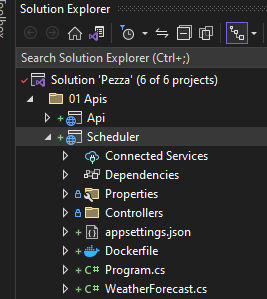 Solution Explorer
Toolbox
Search Solution Explorer (Ctrl+;)
Solution 'Pezza' (6 of 6 projects)
01 Apis
Api
Scheduler
Connected Services
Dependencies
Properties
Controllers
appsettings.json
Dockerfile
C# Program.cs
C# WeatherForecast.cs